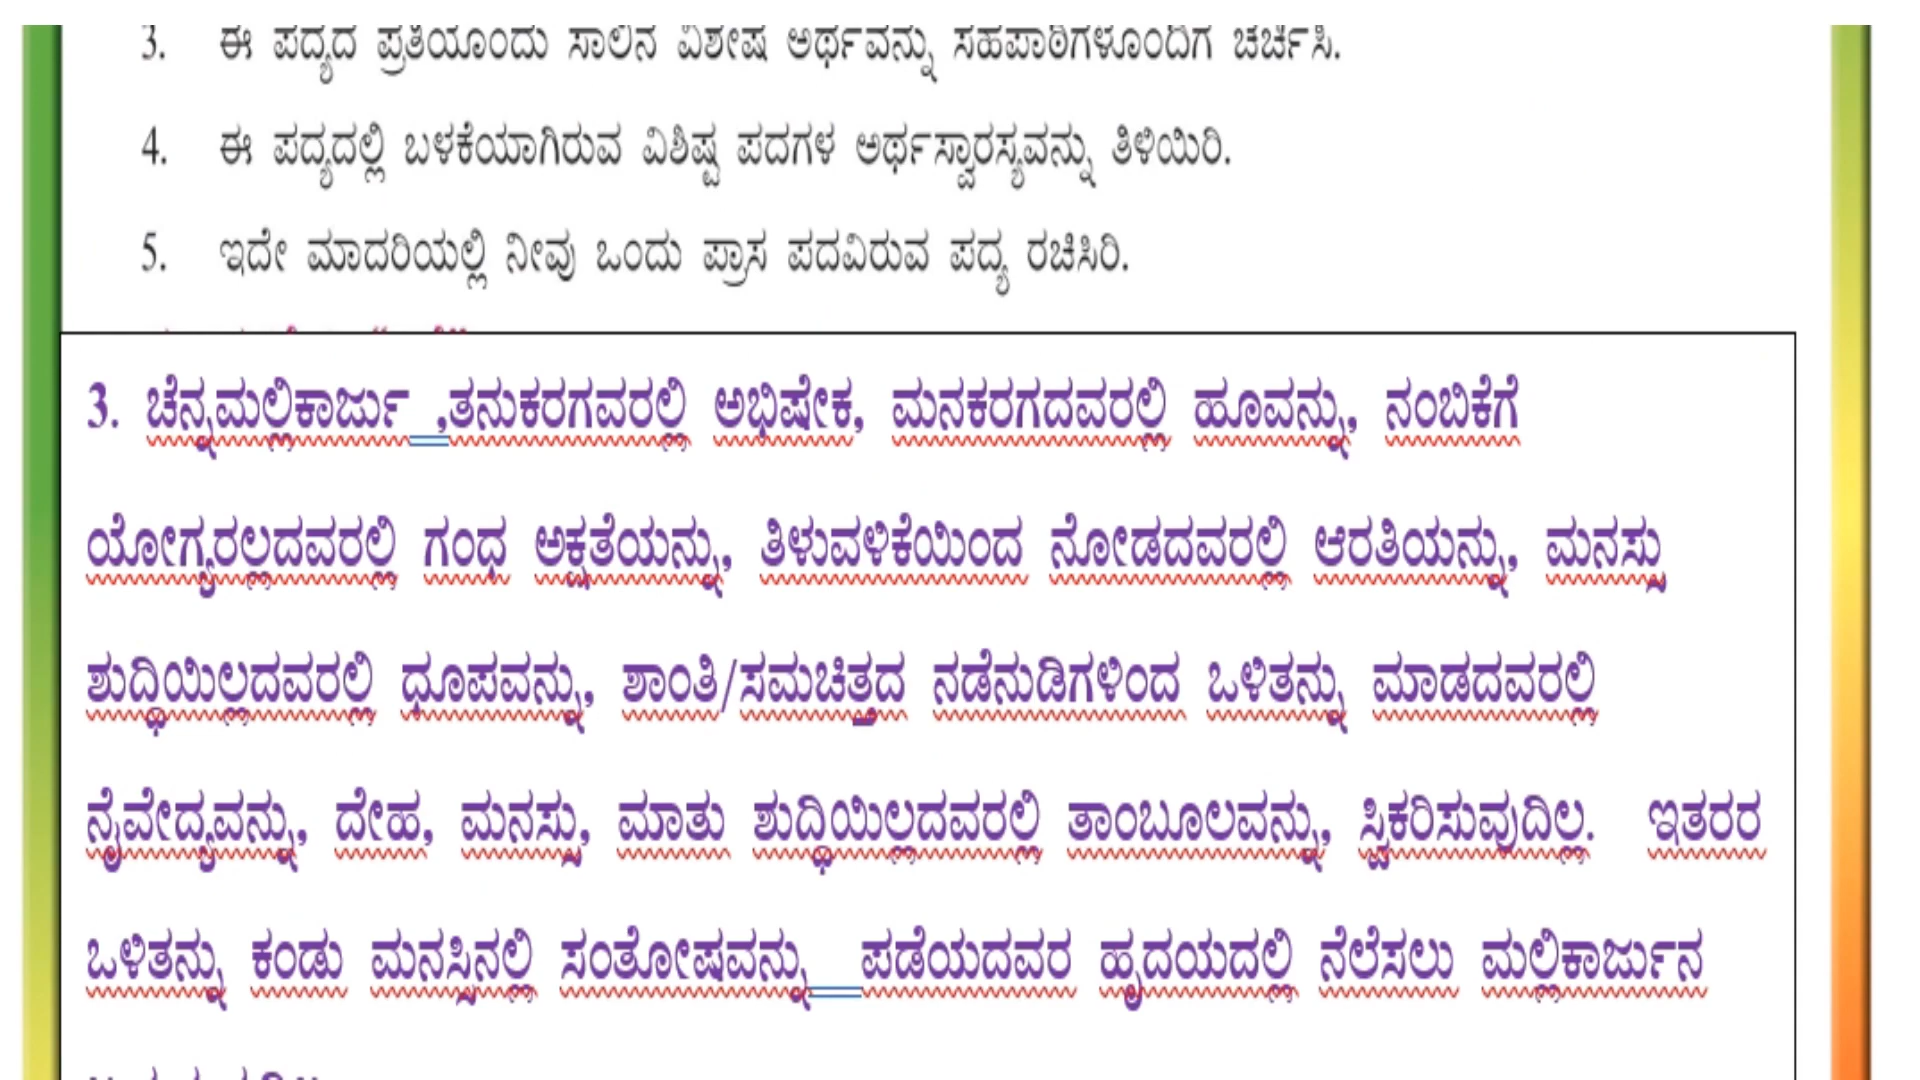 3. ಈ ಪದ್ಯದ ಪ್ರತಿಯೊಂದು ಸಾಲಿನ ವಿಶೇಷ ಅರ್ಥವನ್ನು ಸಹಪಾಠಿಗಳೊಂದಿಗೆ ಚರ್ಚಿಸಿ.
4. ಈ ಪದ್ಯದಲ್ಲಿ ಬಳಕೆಯಾಗಿರುವ ವಿಶಿಷ್ಟ ಪದಗಳ ಅರ್ಥಸ್ವಾರಸ್ಯವನ್ನು ತಿಳಿಯಿರಿ.
5. ಇದೇ ಮಾದರಿಯಲ್ಲಿ ನೀವು ಒಂದು ಪ್ರಾಸ ಪದವಿರುವ ಪದ್ಯ ರಚಿಸಿರಿ.
3. ಚೆನ್ನಮಲ್ಲಿಕಾರ್ಜು ,ತನುಕರಗವರಲ್ಲಿ ಅಭಿಷೇಕ, ಮನಕರಗದವರಲ್ಲಿ ಹೂವನ್ನು, ನಂಬಿಕೆಗೆ
ಯೋಗ್ಯರಲ್ಲದವರಲ್ಲಿ ಗಂಧ ಅಕ್ಷತೆಯನ್ನು, ತಿಳುವಳಿಕೆಯಿಂದ ನೋಡದವರಲ್ಲಿ ಆರತಿಯನ್ನು, ಮನಸ್ಸು
ಶುದ್ಧಿಯಿಲ್ಲದವರಲ್ಲಿ ಧೂಪವನ್ನು, ಶಾಂತಿ/ಸಮಚಿತ್ತದ ನಡೆನುಡಿಗಳಿಂದ ಒಳಿತನ್ನು ಮಾಡದವರಲ್ಲಿ
ನೈವೇದ್ಯವನ್ನು, ದೇಹ, ಮನಸ್ಸು, ಮಾತು ಶುದ್ಧಿಯಿಲ್ಲದವರಲ್ಲಿ ತಾಂಬೂಲವನ್ನು, ಸ್ವಿಕರಿಸುವುದಿಲ್ಲ. ಇತರರ
ಒಳಿತನ್ನು ಕಂಡು ಮನಸ್ಸಿನಲ್ಲಿ ಸಂತೋಷವನ್ನು ಪಡೆಯದವರ ಹೃದಯದಲ್ಲಿ ನೆಲೆಸಲು ಮಲ್ಲಿಕಾರ್ಜುನ